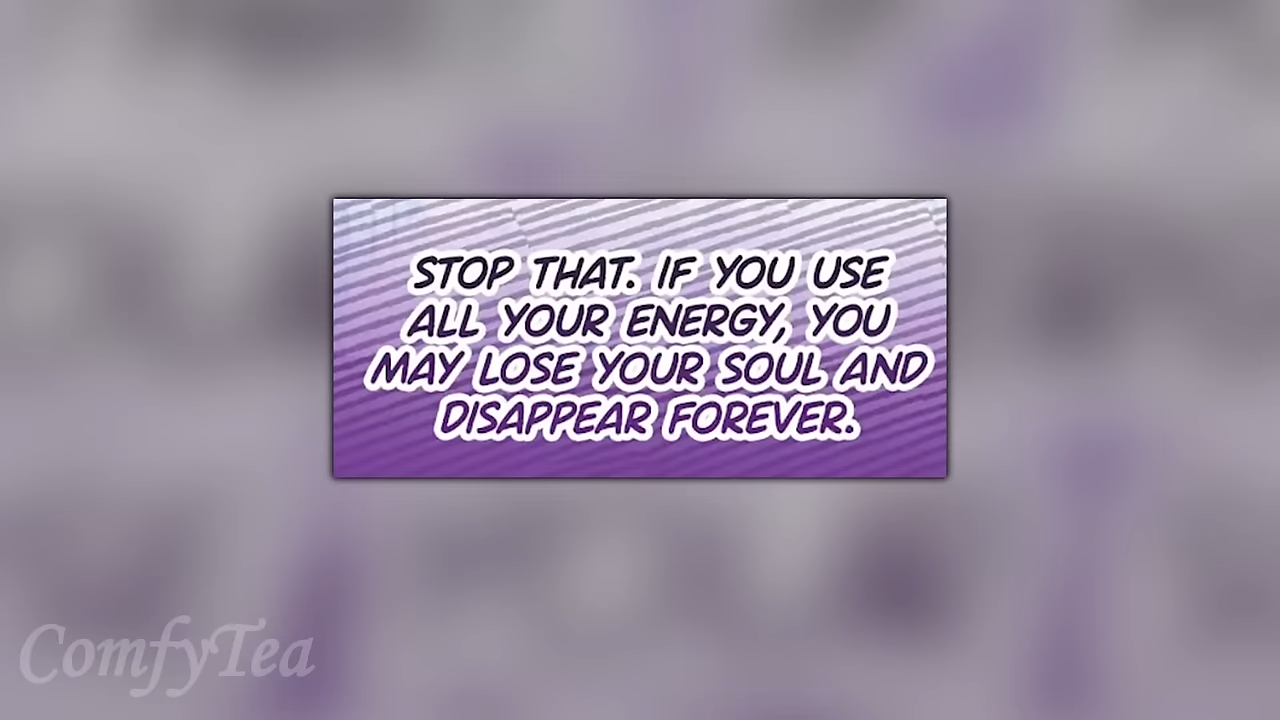 STOP THAT. IF YOU USE
ALL YOUR ENERGY, YOU
MAY LOSE YOUR SOUL AND
DISAPPEAR FOREVER.
ComfyTea